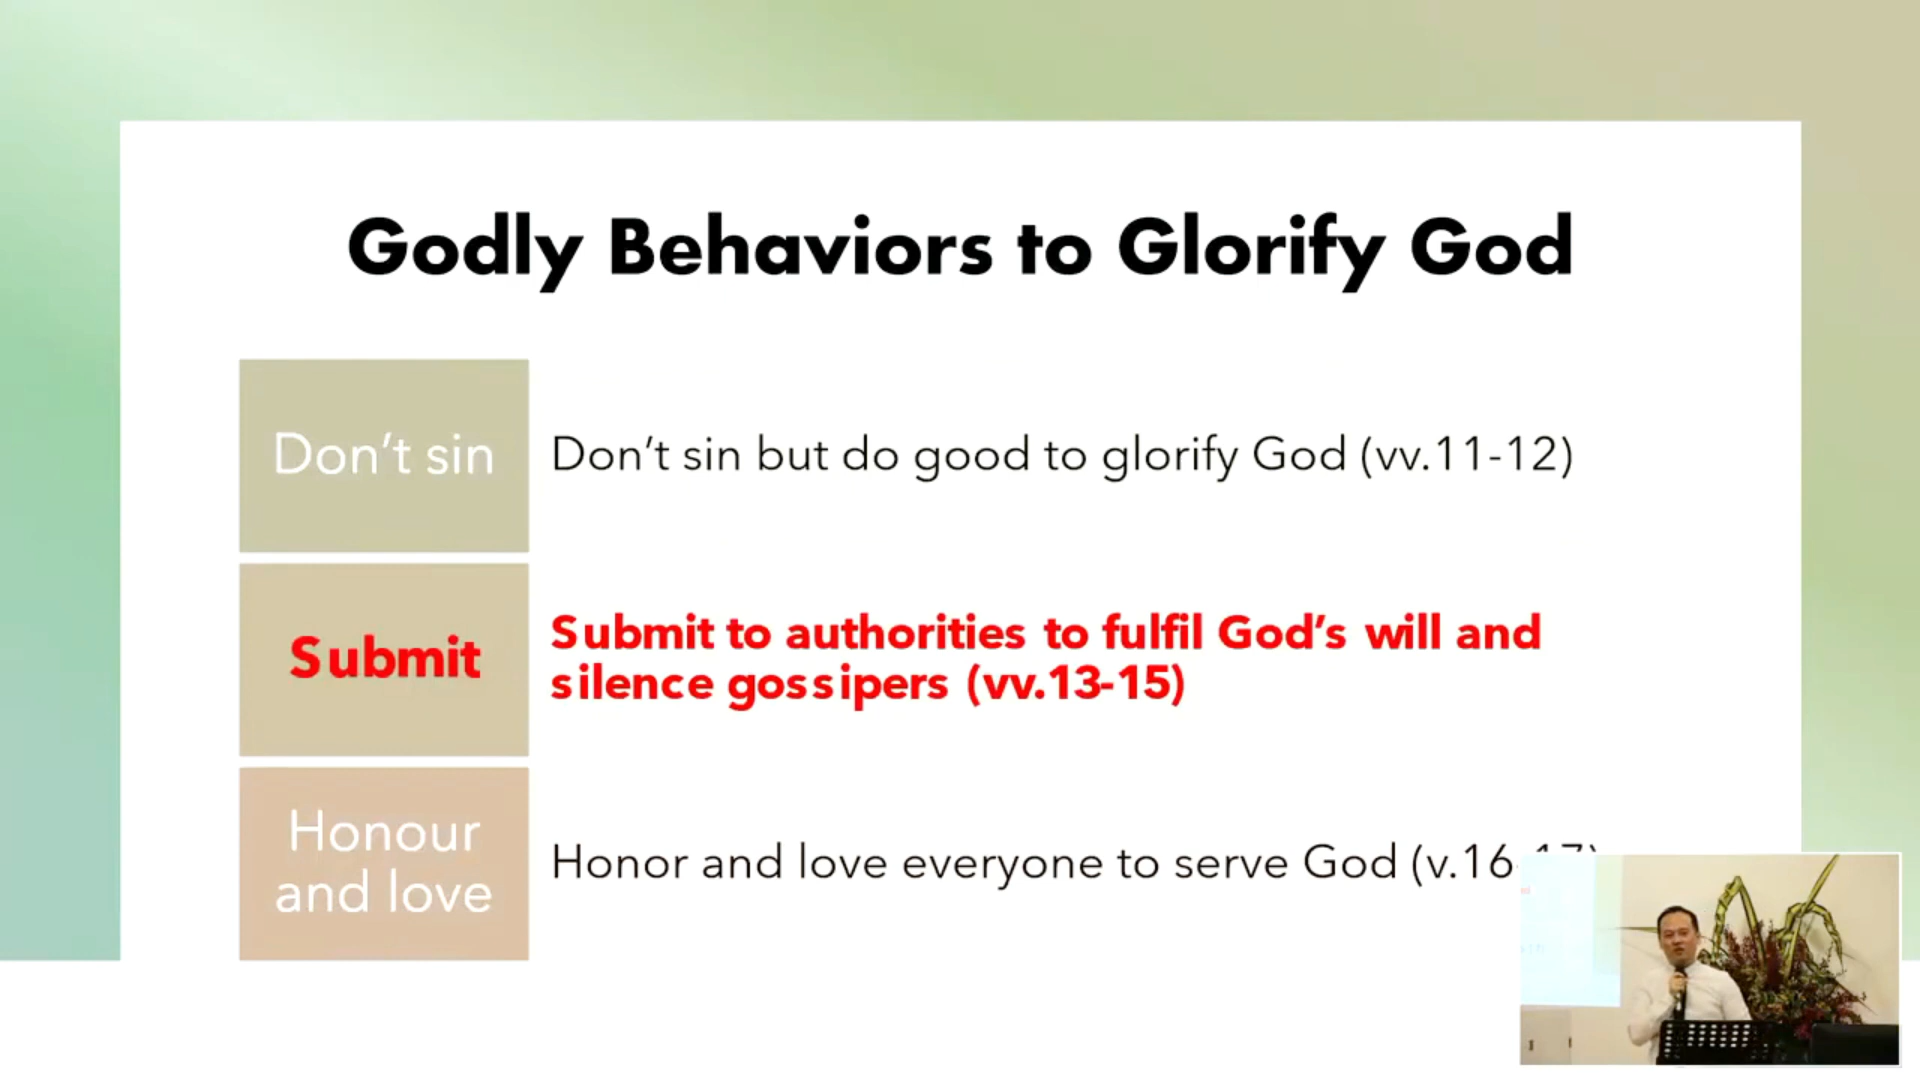 Godly Behaviors to Glorify God
Don't sin
Don't sin but do good to glorify God (vv.11-12)
Submit
Submit to authorities to fulfil God's will and
silence gossipers (vv.13-15)
Honour
and love
Honor and love everyone to serve God (v.16-17)